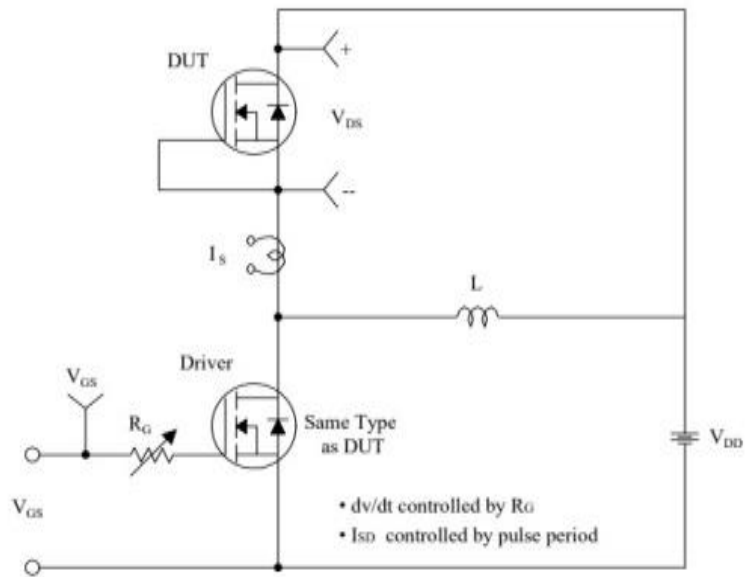 DUT
+
VDS
--
IS
L
Driver
VGS
RG
Same Type
as DUT
VDD
VGS
• dv/dt controlled by RG
• ISD controlled by pulse period